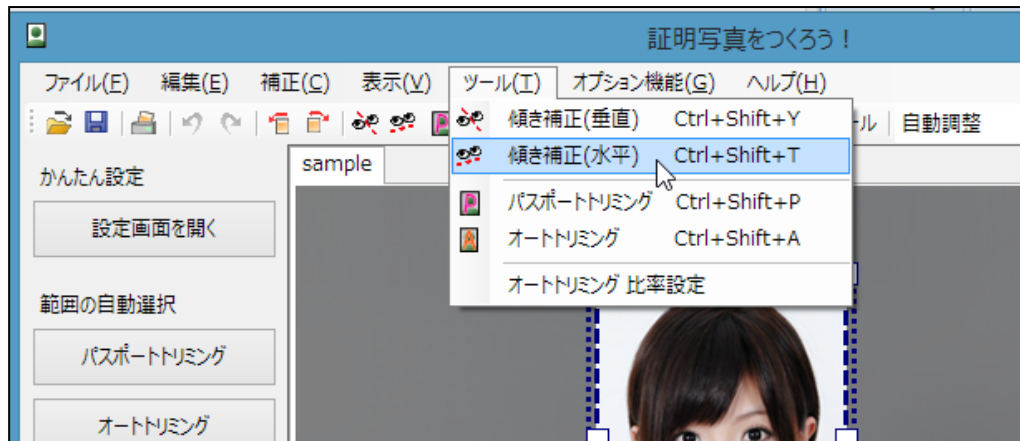 証明写真をつくろう！
ファイル(F) 編集(E) 補正(C) 表示(V) ツール(T) オプション機能(G) ヘルプ(H)
傾き補正(垂直) Ctrl+Shift+Y
傾き補正(水平) Ctrl+Shift+T
パスポートトリミング Ctrl+Shift+P
オートトリミング Ctrl+Shift+A
オートトリミング 比率設定
ール 自動調整
sample
かんたん設定
設定画面を開く
範囲の自動選択
パスポートトリミング
オートトリミング